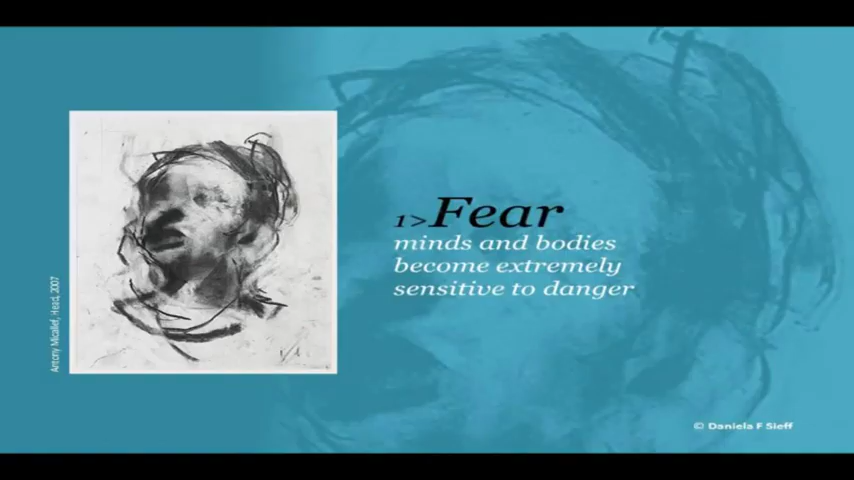 Antony Micallef, Head, 2007
1>Fear
minds and bodies
become extremely
sensitive to danger
© Daniela F Sieff